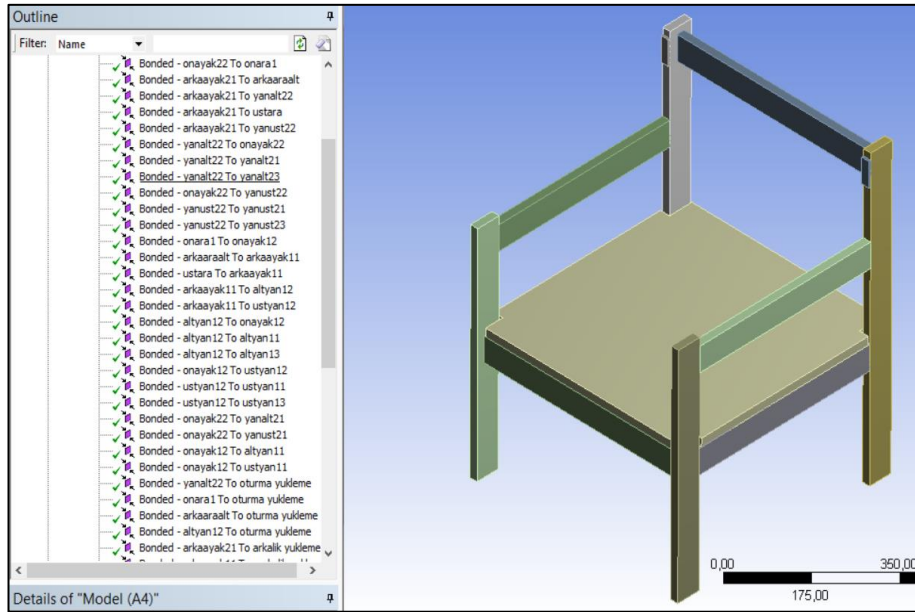 Outline
Filter: Name
Bonded - onayak22 To onara1
Bonded - arkaayak21 To arkaaraalt
Bonded - arkaayak21 To yanalt22
Bonded - arkaayak21 To ustara
Bonded - arkaayak21 To yanust22
Bonded - yanalt22 To onayak22
Bonded - yanalt22 To yanalt21
Bonded - yanalt22 To yanalt23
Bonded - onayak22 To yanust22
Bonded - yanust22 To yanust21
Bonded - yanust22 To yanust23
Bonded - onara1 To onayak12
Bonded - arkaaraalt To arkaayak11
Bonded - ustara To arkaayak11
Bonded - arkaayak11 To altyan12
Bonded - arkaayak11 To ustyan12
Bonded - altyan12 To onayak12
Bonded - altyan12 To altyan11
Bonded - altyan12 To altyan13
Bonded - onayak12 To ustyan12
Bonded - ustyan12 To ustyan11
Bonded - ustyan12 To ustyan13
Bonded - onayak22 To yanalt21
Bonded - onayak22 To yanust21
Bonded - onayak12 To altyan11
Bonded - onayak12 To ustyan11
Bonded - yanalt22 To oturma yukleme
Bonded - onara1 To oturma yukleme
Bonded - arkaaraalt To oturma yukleme
Bonded - altyan12 To oturma yukleme
Bonded - arkaayak21 To arkalik yukleme
Details of "Model (A4)"
0,00
350,00
175,00